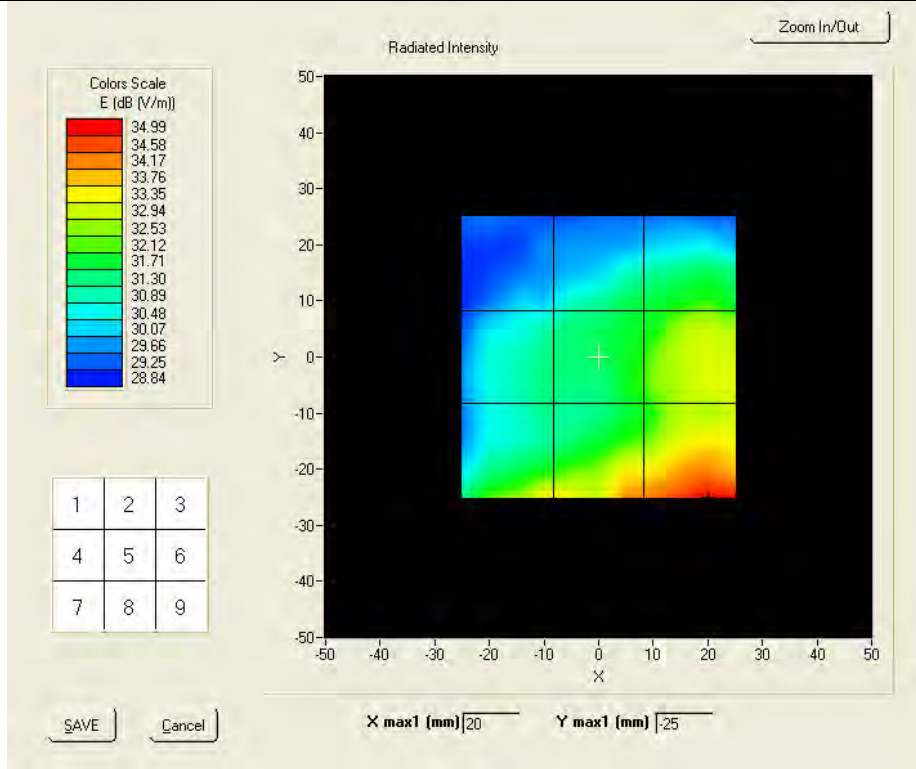 Zoom In/Out
Radiated Intensity
Colors Scale
E (dB (V/m))
34.99
34.58
34.17
33.76
33.35
32.94
32.53
32.12
31.71
31.30
30.89
30.48
30.07
29.66
29.25
28.84
50
40
30
20
10
0
-10
-20
-30
-40
-50
Y
-50 -40 -30 -20 -10 0 10 20 30 40 50
X
1 2 3
4 5 6
7 8 9
SAVE Cancel
X max1 (mm) 20 Y max1 (mm) -25